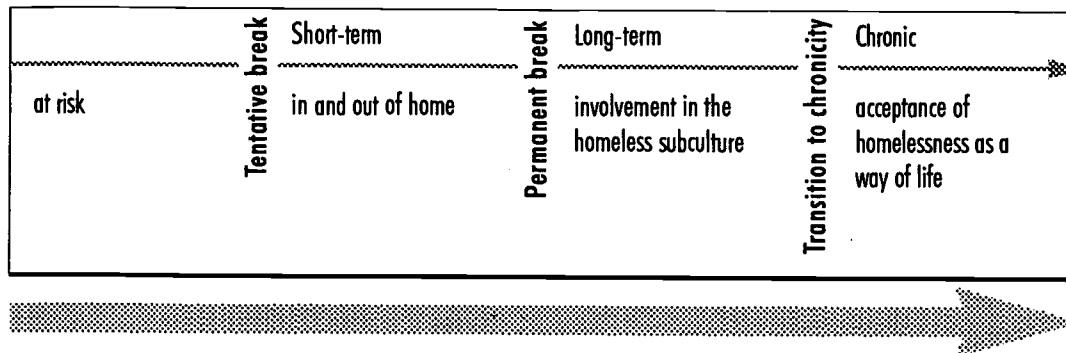 at risk
Tentative break
Short-term
in and out of home
Permanent break
Long-term
involvement in the
homeless subculture
Transition to chronicity
Chronic
acceptance of
homelessness as a
way of life